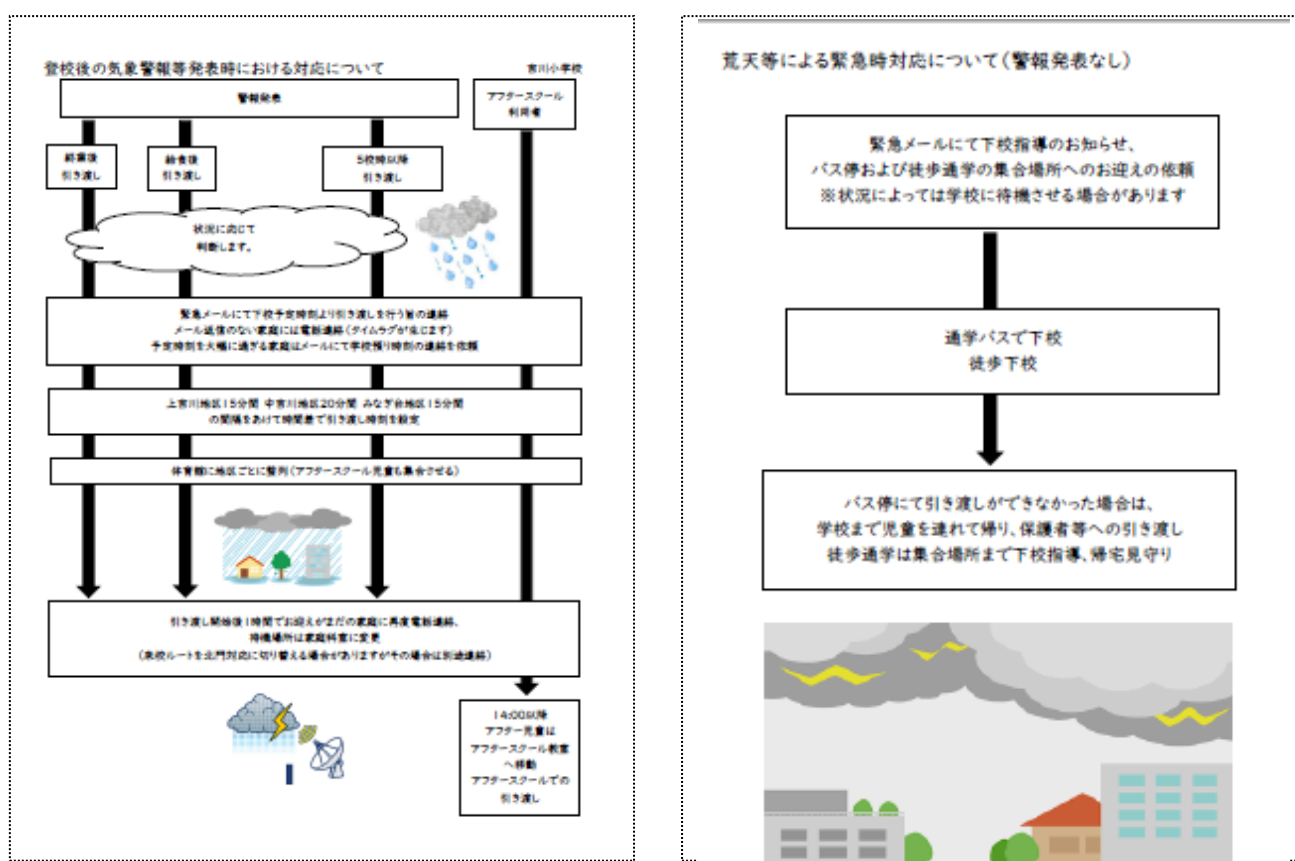 登校後の気象警報等発表時における対応について
吉川小学校
警報発表
アフタースクール
利用者
終業後
引き渡し
給食後
引き渡し
5校時以降
引き渡し
状況に応じて
判断します。
緊急メールにて下校予定時刻より引き渡しを行う旨の連絡
メール返信のない家庭には電話連絡(タイムラグが生じます)
予定時刻を大幅に過ぎる家庭はメールにて学校預り時刻の連絡を依頼
上吉川地区15分間 中吉川地区20分間 みなぎ台地区15分間
の間隔をあけて時間差で引き渡し時刻を設定
体育館に地区ごとに整列(アフタースクール児童も集合させる)
引き渡し開始後1時間でお迎えがまだの家庭に再度電話連絡、
待機場所は家庭科室に変更
(来校ルートを北門対応に切り替える場合がありますがその場合は別途連絡)
14:00以降
アフター児童は
アフタースクール教室
へ移動
アフタースクールでの
引き渡し
荒天等による緊急時対応について(警報発表なし)
緊急メールにて下校指導のお知らせ、
バス停および徒歩通学の集合場所へのお迎えの依頼
※状況によっては学校に待機させる場合があります
通学バスで下校
徒歩下校
バス停にて引き渡しができなかった場合は、
学校まで児童を連れて帰り、保護者等への引き渡し
徒歩通学は集合場所まで下校指導、帰宅見守り